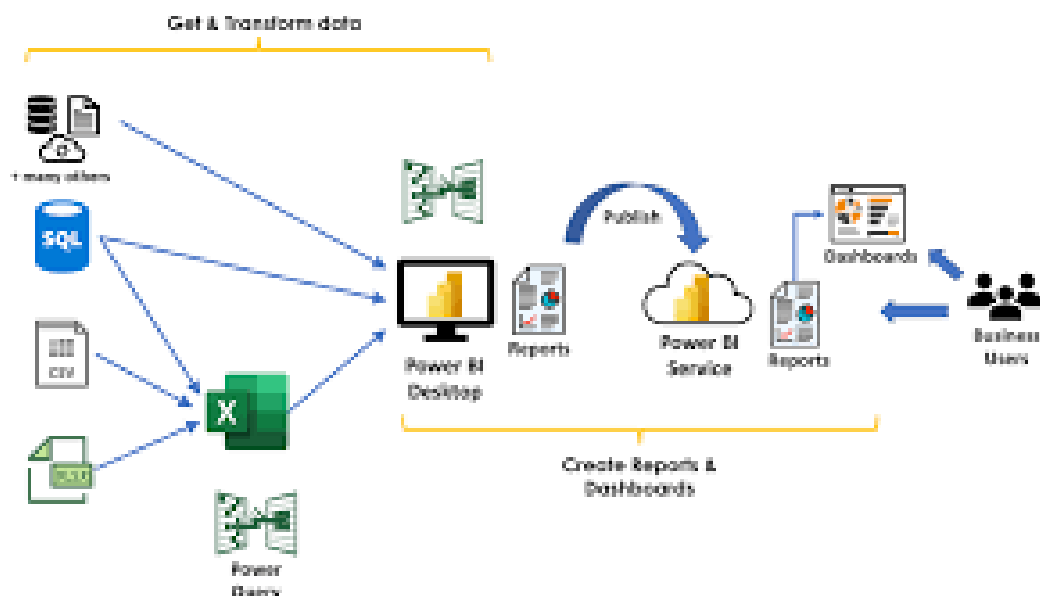 Get & Transform data
+ many others
SQL
CSV
X
Power
Query
Power BI
Desktop
Reports
Publish
Power BI
Service
Reports
Dashboards
Business
Users
Create Reports &
Dashboards